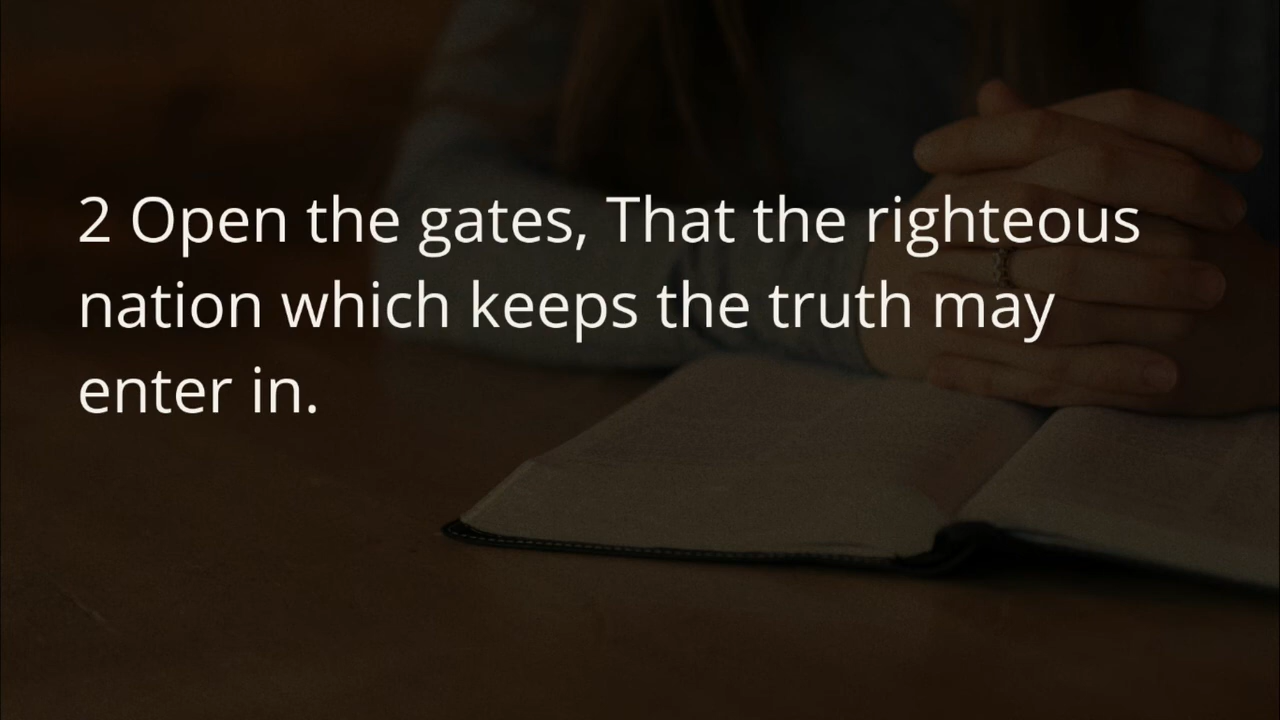 2 Open the gates, That the righteous
nation which keeps the truth may
enter in.